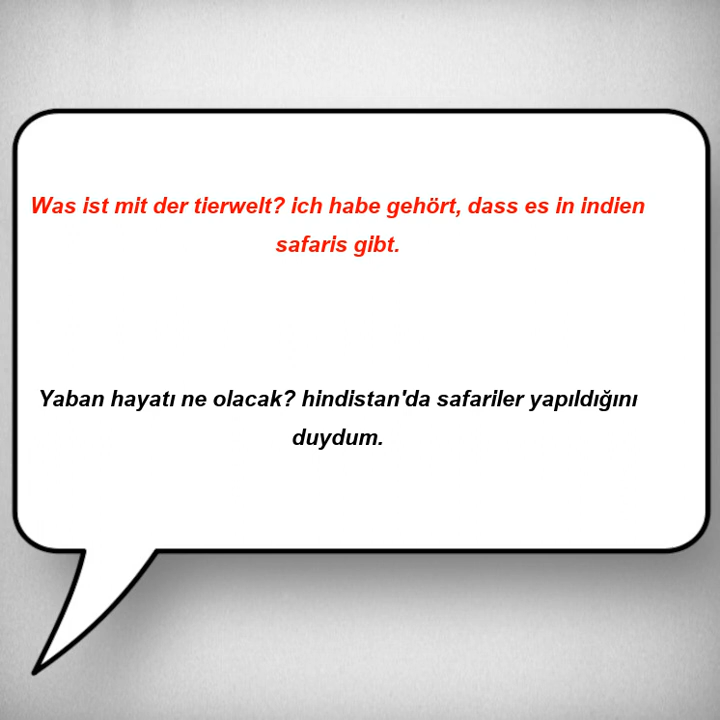 Was ist mit der tierwelt? ich habe gehört, dass es in indien
safaris gibt.
Yaban hayatı ne olacak? hindistan'da safariler yapıldığını
duydum.